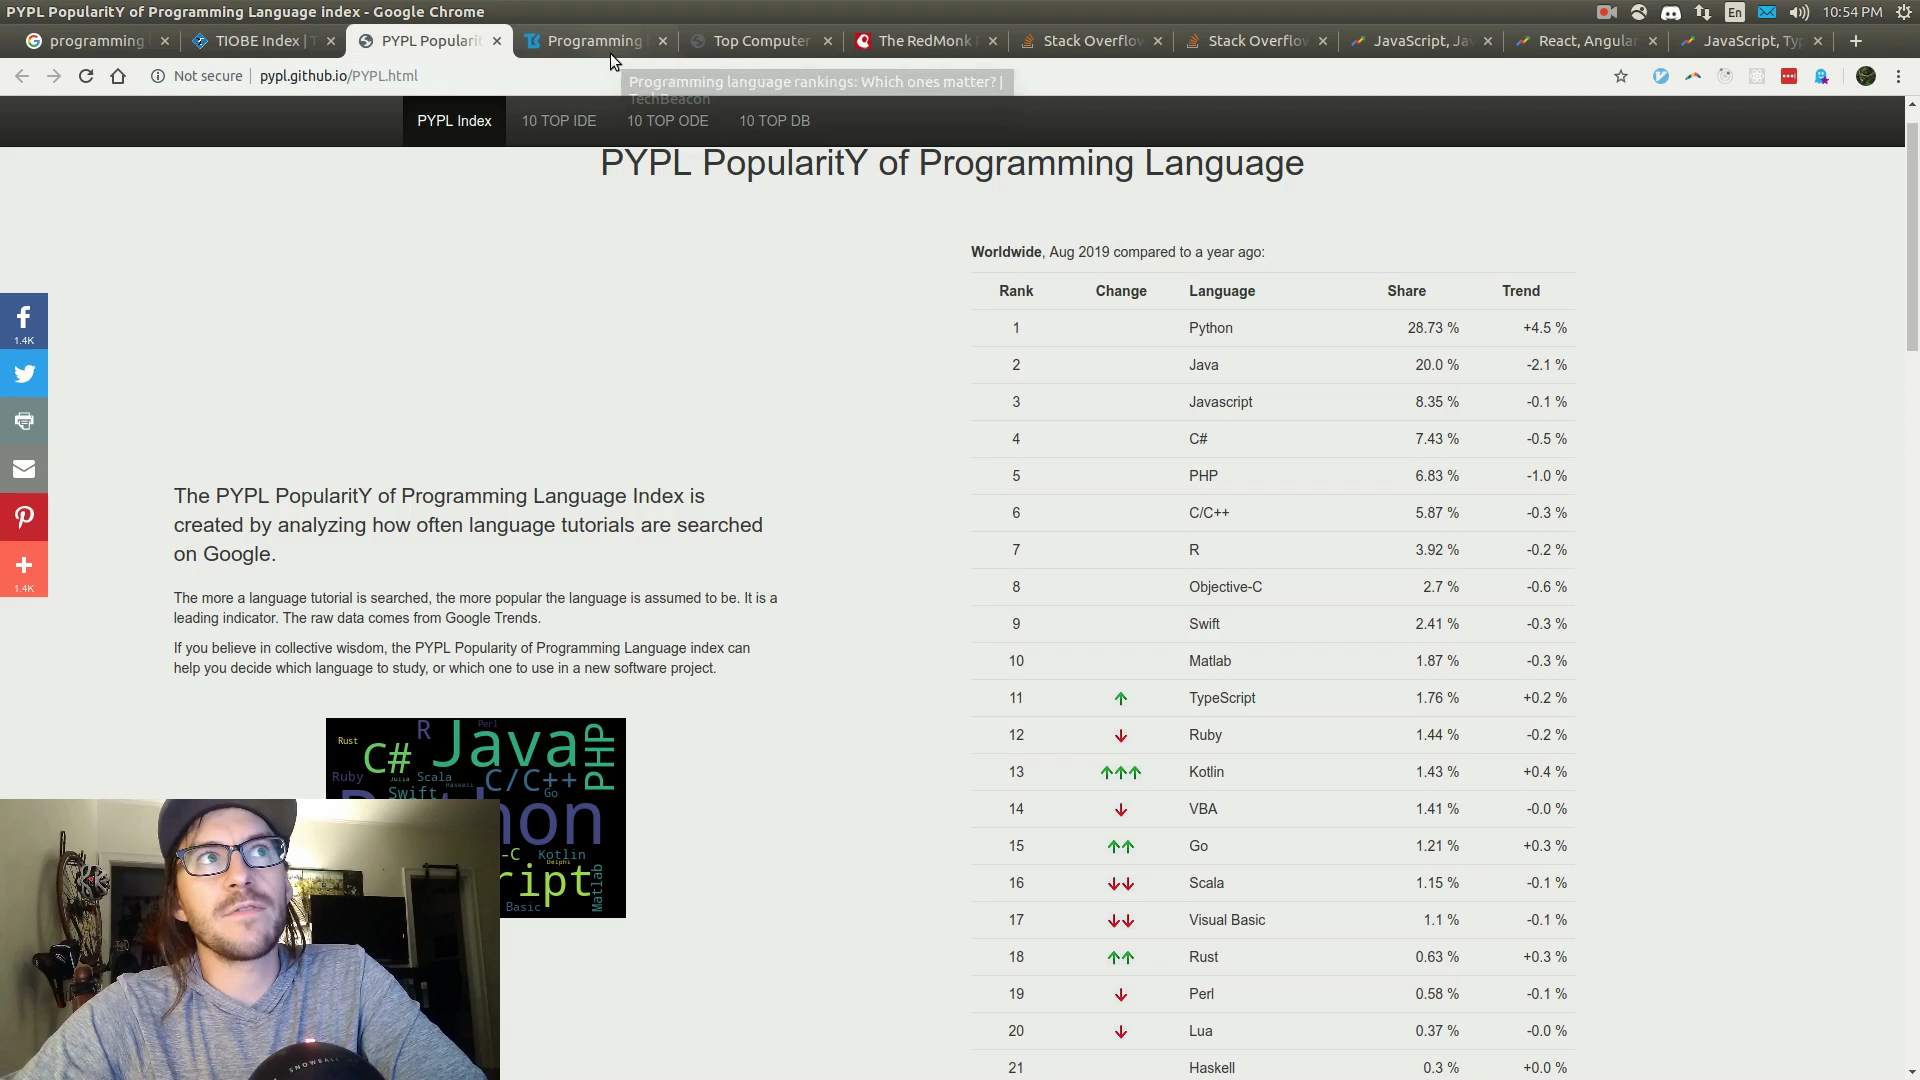 PYPL PopularitY of Programming Language index - Google Chrome
En
10:54 PM
programming
TIOBE Index | T
PYPL Popularit
Programming
Top Computer
The RedMonk
Stack Overflow
Stack Overflow
JavaScript, Jav
React, Angular
JavaScript, Typ
Not secure
pypl.github.io/PYPL.html
Programming language rankings: Which ones matter? |
TechBeacon
PYPL Index
10 TOP IDE
10 TOP ODE
10 TOP DB
PYPL PopularitY of Programming Language
Worldwide, Aug 2019 compared to a year ago:
Rank Change Language Share Trend
1 Python 28.73 % +4.5 %
2 Java 20.0 % -2.1 %
3 Javascript 8.35 % -0.1 %
4 C# 7.43 % -0.5 %
5 PHP 6.83 % -1.0 %
6 C/C++ 5.87 % -0.3 %
7 R 3.92 % -0.2 %
8 Objective-C 2.7 % -0.6 %
9 Swift 2.41 % -0.3 %
10 Matlab 1.87 % -0.3 %
11 TypeScript 1.76 % +0.2 %
12 Ruby 1.44 % -0.2 %
13 Kotlin 1.43 % +0.4 %
14 VBA 1.41 % -0.0 %
15 Go 1.21 % +0.3 %
16 Scala 1.15 % -0.1 %
17 Visual Basic 1.1 % -0.1 %
18 Rust 0.63 % +0.3 %
19 Perl 0.58 % -0.1 %
20 Lua 0.37 % -0.0 %
21 Haskell 0.3 % +0.0 %
1.4K
1.4K
The PYPL PopularitY of Programming Language Index is
created by analyzing how often language tutorials are searched
on Google.
The more a language tutorial is searched, the more popular the language is assumed to be. It is a
leading indicator. The raw data comes from Google Trends.
If you believe in collective wisdom, the PYPL Popularity of Programming Language index can
help you decide which language to study, or which one to use in a new software project.
Perl
R
Java
PHP
Rust
C#
Ruby
Julia
Scala
Haskell
C/C++
Swift
Go
hon
-C
Kotlin
Delphi
ript
Matlab
Basic
SNOWBALL